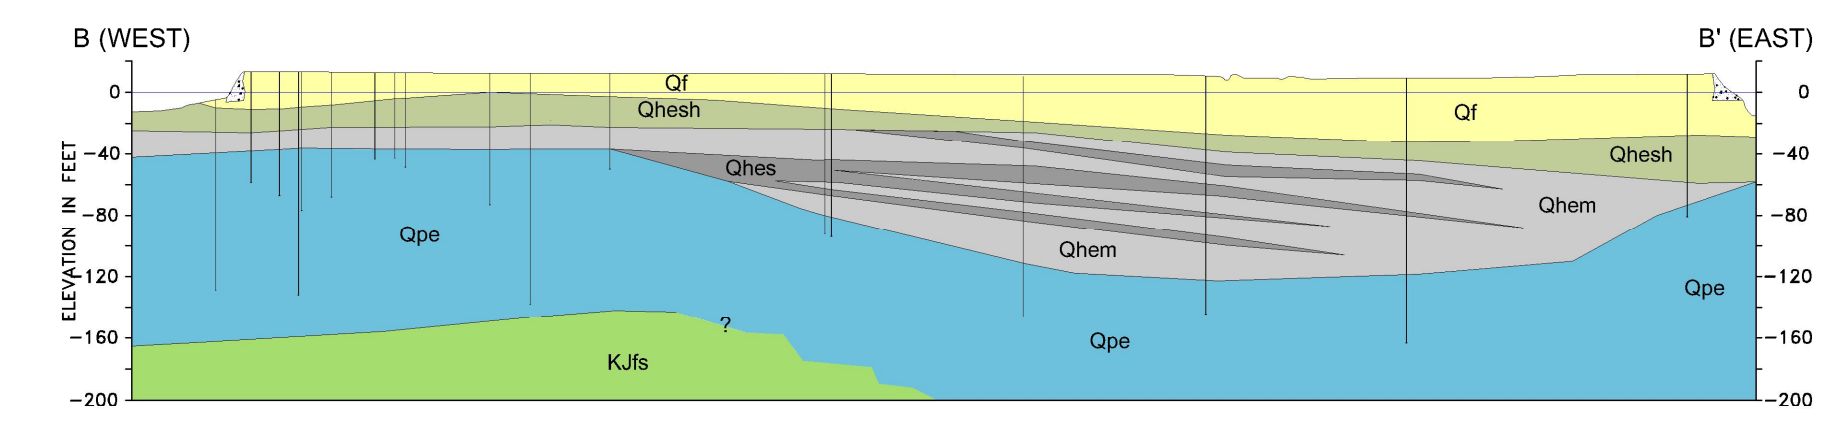 B (WEST)
B' (EAST)
ELEVATION IN FEET
0
−40
−80
−120
−160
−200
0
−40
−80
−120
−160
−200
Qf
Qhesh
Qf
Qhesh
Qhes
Qhem
Qpe
Qhem
Qpe
?
Qpe
KJfs